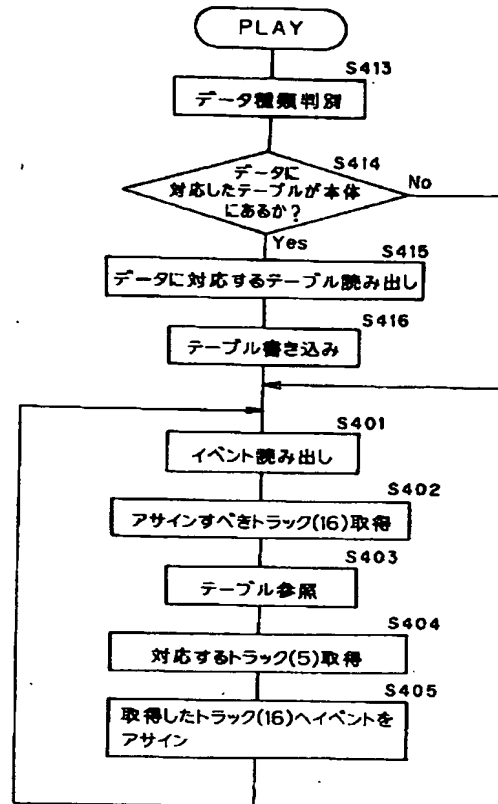 PLAY
S413
データ種類判別
S414
データに
対応したテーブルが本体
にあるか?
No
Yes
S415
データに対応するテーブル読み出し
S416
テーブル書き込み
S401
イベント読み出し
S402
アサインすべきトラック(16)取得
S403
テーブル参照
S404
対応するトラック(5)取得
S405
取得したトラック(16)へイベントを
アサイン